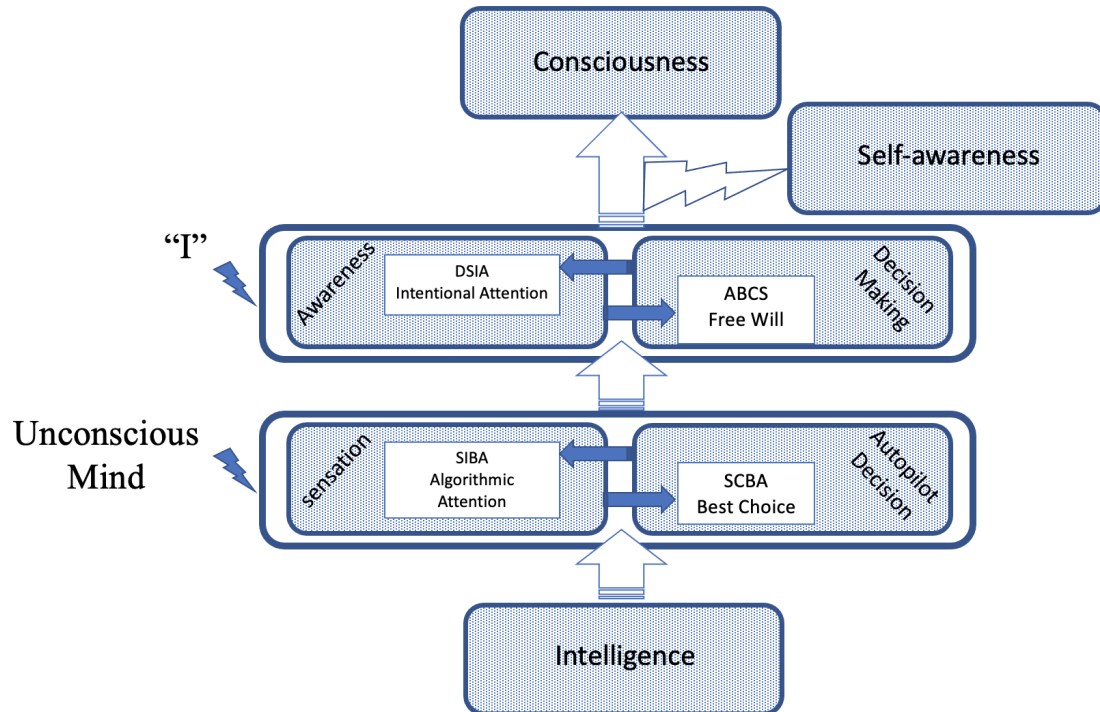 Consciousness
Self-awareness
“I”
Awareness
DSIA
Intentional Attention
ABCS
Free Will
Decision
Making
Unconscious
Mind
sensation
SIBA
Algorithmic
Attention
SCBA
Best Choice
Autopilot
Decision
Intelligence